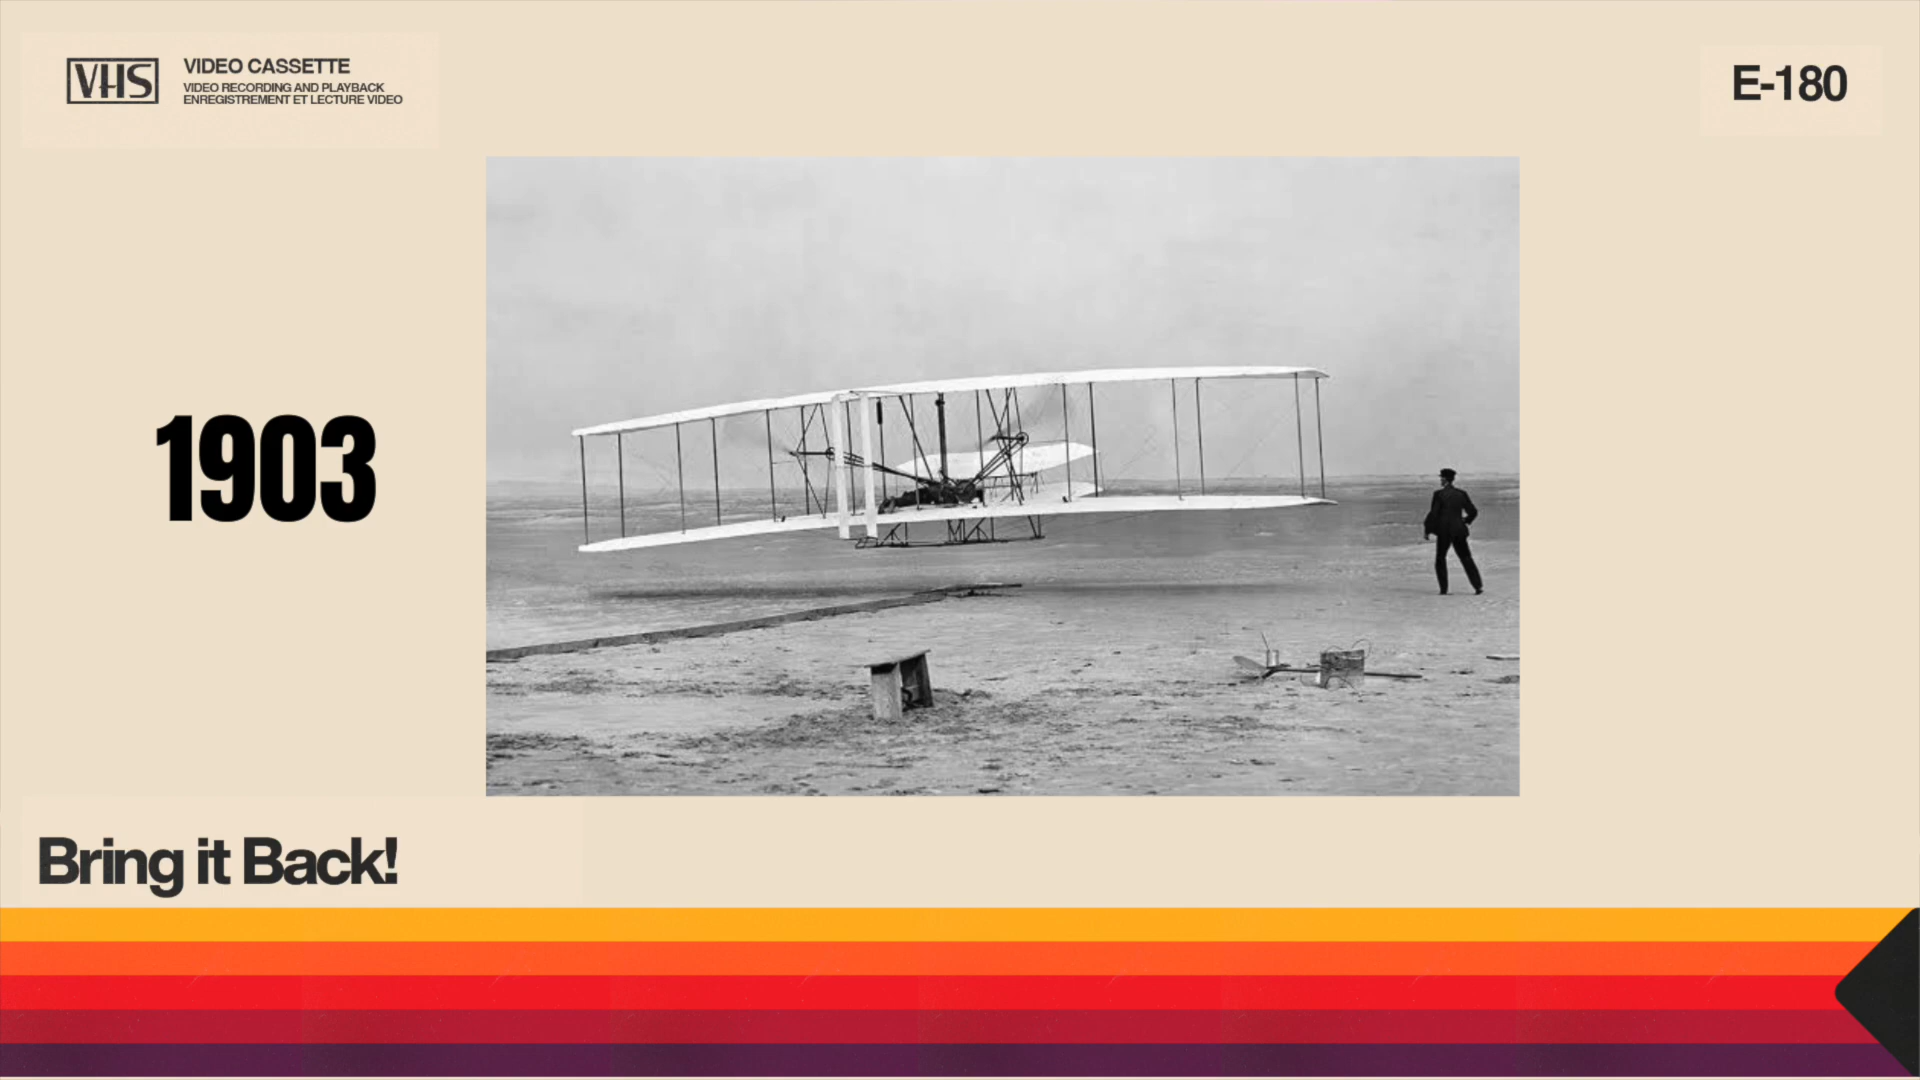 VHS
VIDEO CASSETTE
VIDEO RECORDING AND PLAYBACK
ENREGISTREMENT ET LECTURE VIDEO
E-180
1903
Bring it Back!